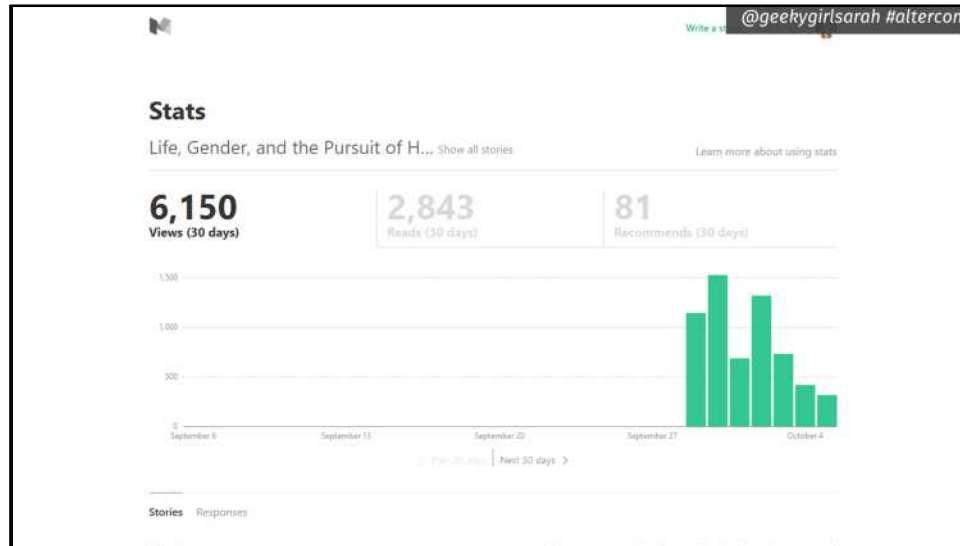 @geekygirlsarah #altercon
Write a st
Stats
Life, Gender, and the Pursuit of H... Show all stories
Learn more about using stats
6,150
Views (30 days)
2,843
Reads (30 days)
81
Recommends (30 days)
1,500
1,000
500
0
September 6 September 13 September 20 September 27 October 4
Next 30 days
Stories Responses